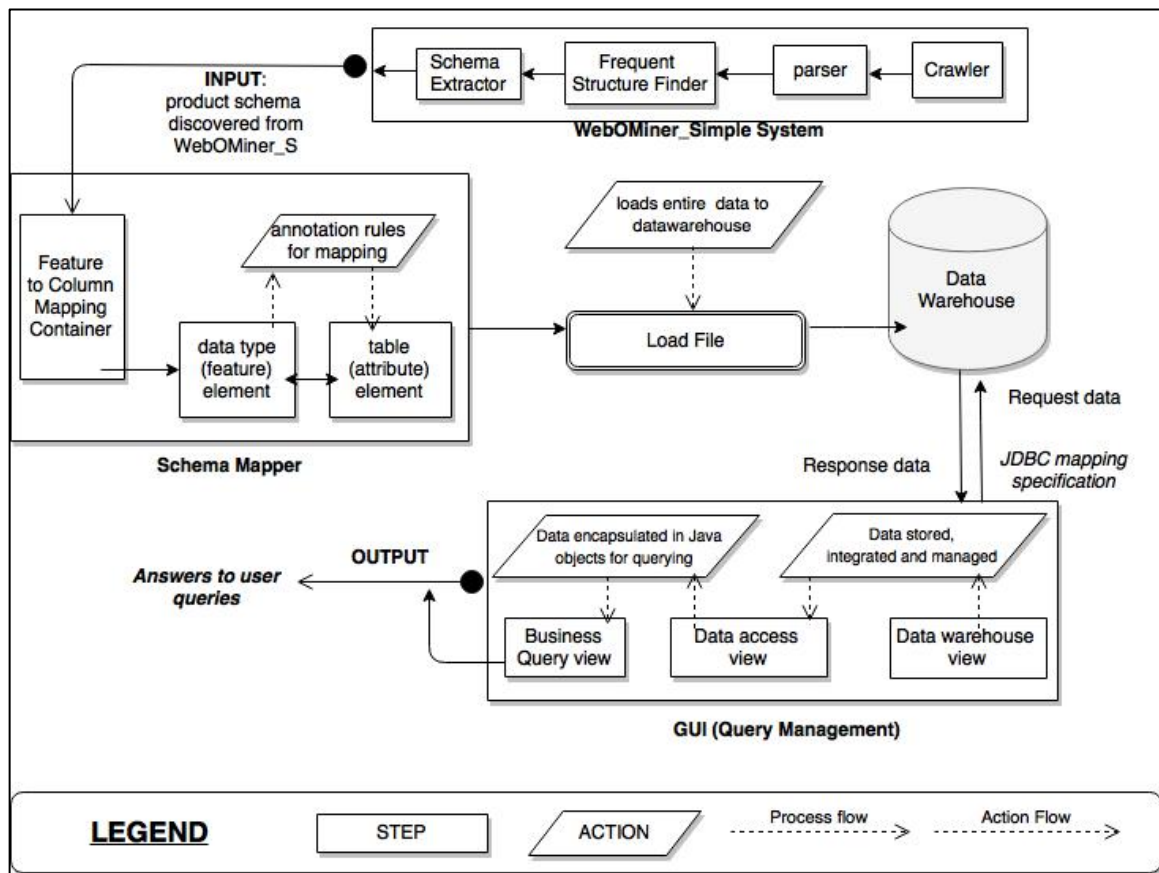 Schema
Extractor
Frequent
Structure Finder
parser
Crawler
WebOMiner_Simple System
INPUT:
product schema
discovered from
WebOMiner_S
Feature
to Column
Mapping
Container
annotation rules
for mapping
data type
(feature)
element
table
(attribute)
element
Schema Mapper
loads entire data to
datawarehouse
Load File
Data
Warehouse
Request data
Response data
JDBC mapping
specification
Data encapsulated in Java
objects for querying
Data stored,
integrated and managed
OUTPUT
Answers to user
queries
Business
Query view
Data access
view
Data warehouse
view
GUI (Query Management)
LEGEND
STEP
ACTION
Process flow
Action Flow